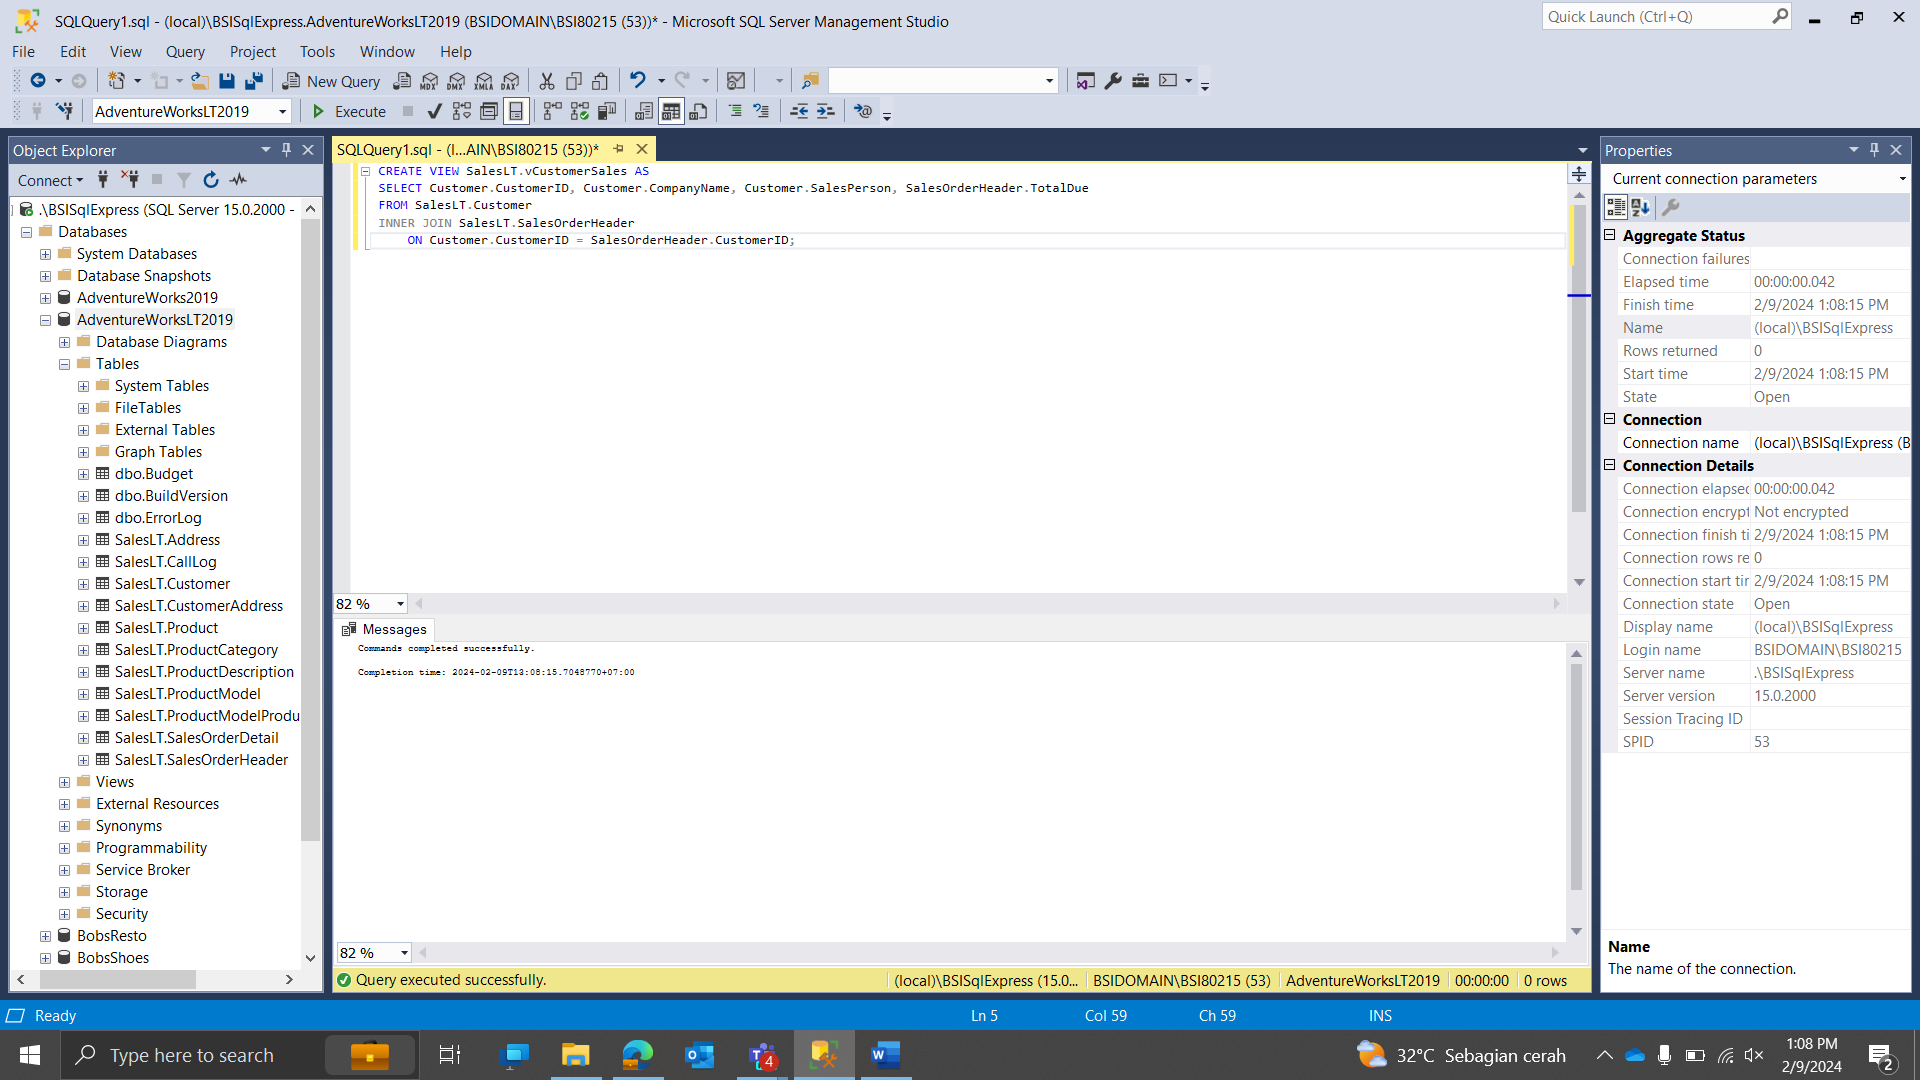 SQLQuery1.sql - (local)\BSISqlExpress.AdventureWorksLT2019 (BSIDOMAIN\BSI80215 (53))* - Microsoft SQL Server Management Studio
Quick Launch (Ctrl+Q)
File Edit View Query Project Tools Window Help
New Query
MDX DMX XMLA DAX
AdventureWorksLT2019
Execute
Object Explorer
Connect
.\BSISqlExpress (SQL Server 15.0.2000 -
Databases
System Databases
Database Snapshots
AdventureWorks2019
AdventureWorksLT2019
Database Diagrams
Tables
System Tables
FileTables
External Tables
Graph Tables
dbo.Budget
dbo.BuildVersion
dbo.ErrorLog
SalesLT.Address
SalesLT.CallLog
SalesLT.Customer
SalesLT.CustomerAddress
SalesLT.Product
SalesLT.ProductCategory
SalesLT.ProductDescription
SalesLT.ProductModel
SalesLT.ProductModelProdu
SalesLT.SalesOrderDetail
SalesLT.SalesOrderHeader
Views
External Resources
Synonyms
Programmability
Service Broker
Storage
Security
BobsResto
BobsShoes
SQLQuery1.sql - (l...AIN\BSI80215 (53))*
CREATE VIEW SalesLT.vCustomerSales AS
SELECT Customer.CustomerID, Customer.CompanyName, Customer.SalesPerson, SalesOrderHeader.TotalDue
FROM SalesLT.Customer
INNER JOIN SalesLT.SalesOrderHeader
ON Customer.CustomerID = SalesOrderHeader.CustomerID;
82 %
Messages
Commands completed successfully.
Completion time: 2024-02-09T13:08:15.7048770+07:00
82 %
Query executed successfully.
(local)\BSISqlExpress (15.0... BSIDOMAIN\BSI80215 (53) AdventureWorksLT2019 00:00:00 0 rows
Properties
Current connection parameters
Aggregate Status
Connection failures
Elapsed time 00:00:00.042
Finish time 2/9/2024 1:08:15 PM
Name (local)\BSISqlExpress
Rows returned 0
Start time 2/9/2024 1:08:15 PM
State Open
Connection
Connection name (local)\BSISqlExpress (B
Connection Details
Connection elapsec 00:00:00.042
Connection encrypt Not encrypted
Connection finish ti 2/9/2024 1:08:15 PM
Connection rows re 0
Connection start tir 2/9/2024 1:08:15 PM
Connection state Open
Display name (local)\BSISqlExpress
Login name BSIDOMAIN\BSI80215
Server name .\BSISqlExpress
Server version 15.0.2000
Session Tracing ID
SPID 53
Name
The name of the connection.
Ready
Ln 5 Col 59 Ch 59 INS
Type here to search
4
32°C Sebagian cerah
1:08 PM
2/9/2024
2